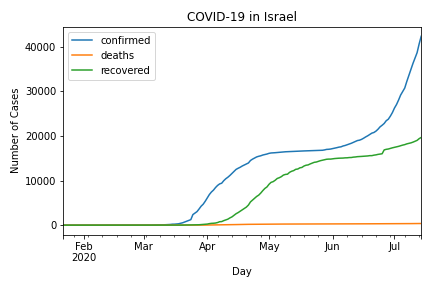 COVID-19 in Israel
confirmed
deaths
recovered
Number of Cases
40000
30000
20000
10000
0
Feb Mar Apr May Jun Jul
2020
Day